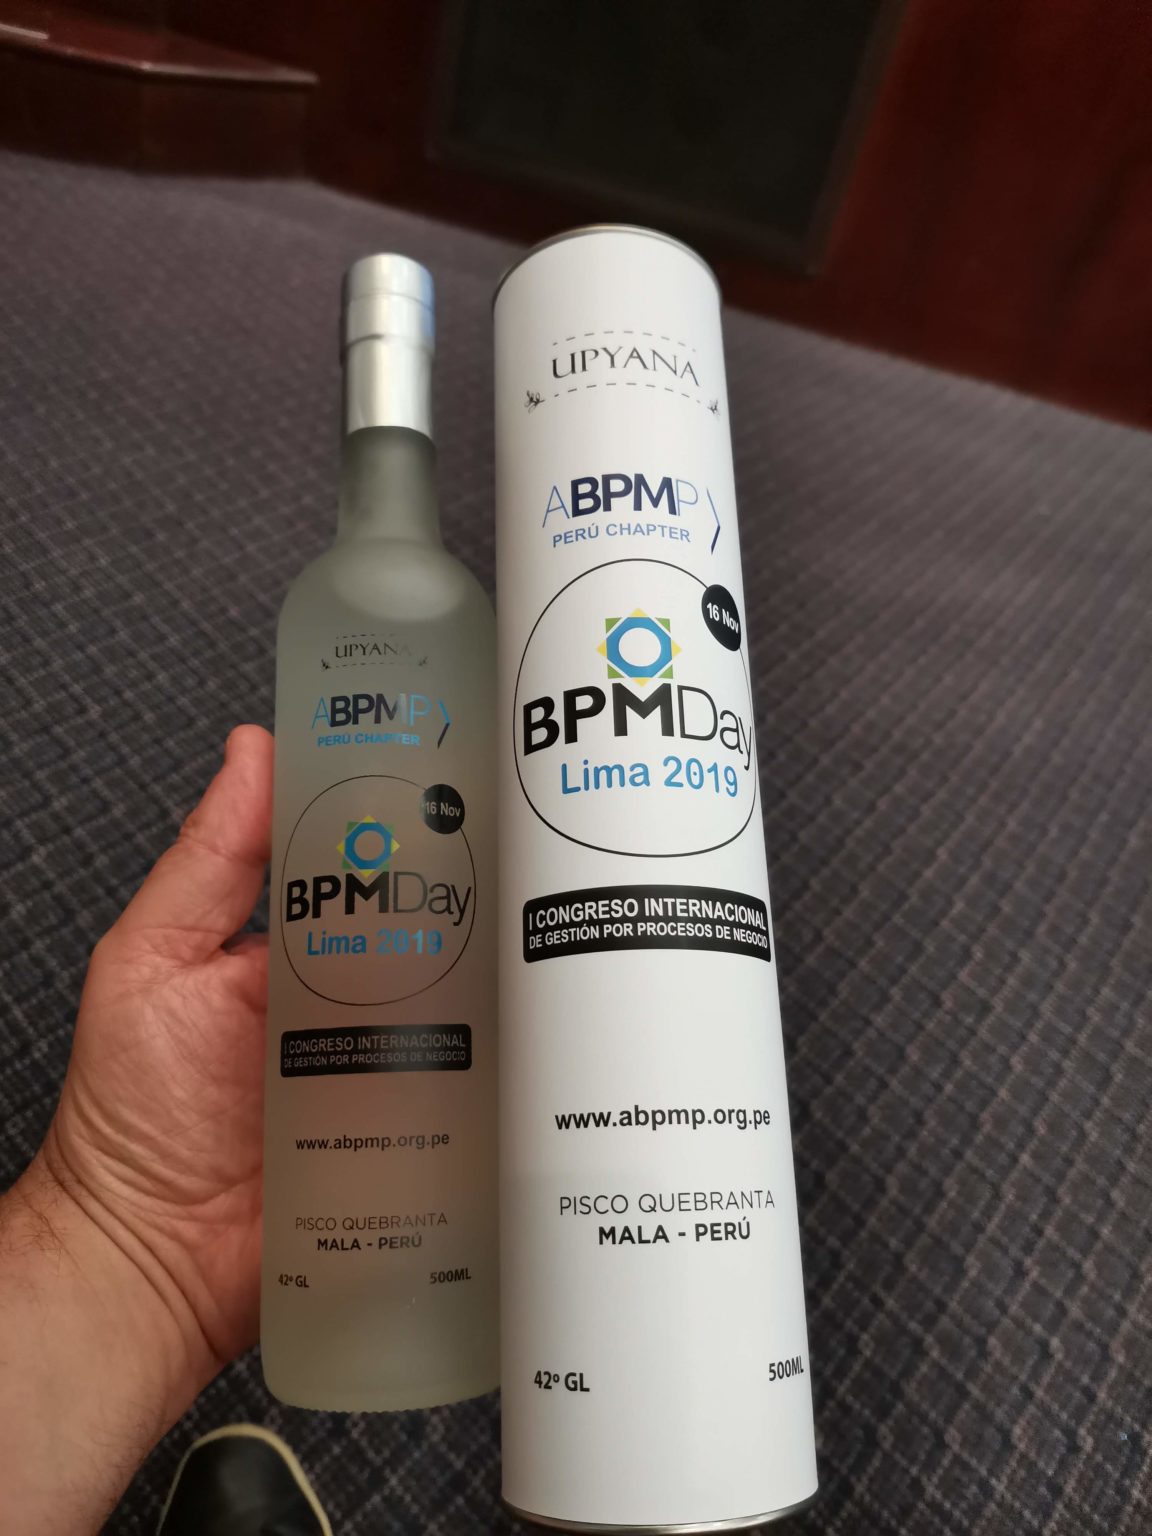 UPYANA
ABPMP
PERÚ CHAPTER
16 Nov
BPMDay
Lima 2019
I CONGRESO INTERNACIONAL
DE GESTIÓN POR PROCESOS DE NEGOCIO
www.abpmp.org.pe
PISCO QUEBRANTA
MALA - PERÚ
42º GL
500ML
UPYANA
ABPMP
PERÚ CHAPTER
16 Nov
BPMDay
Lima 2019
I CONGRESO INTERNACIONAL
DE GESTIÓN POR PROCESOS DE NEGOCIO
www.abpmp.org.pe
PISCO QUEBRANTA
MALA - PERÚ
42º GL
500ML